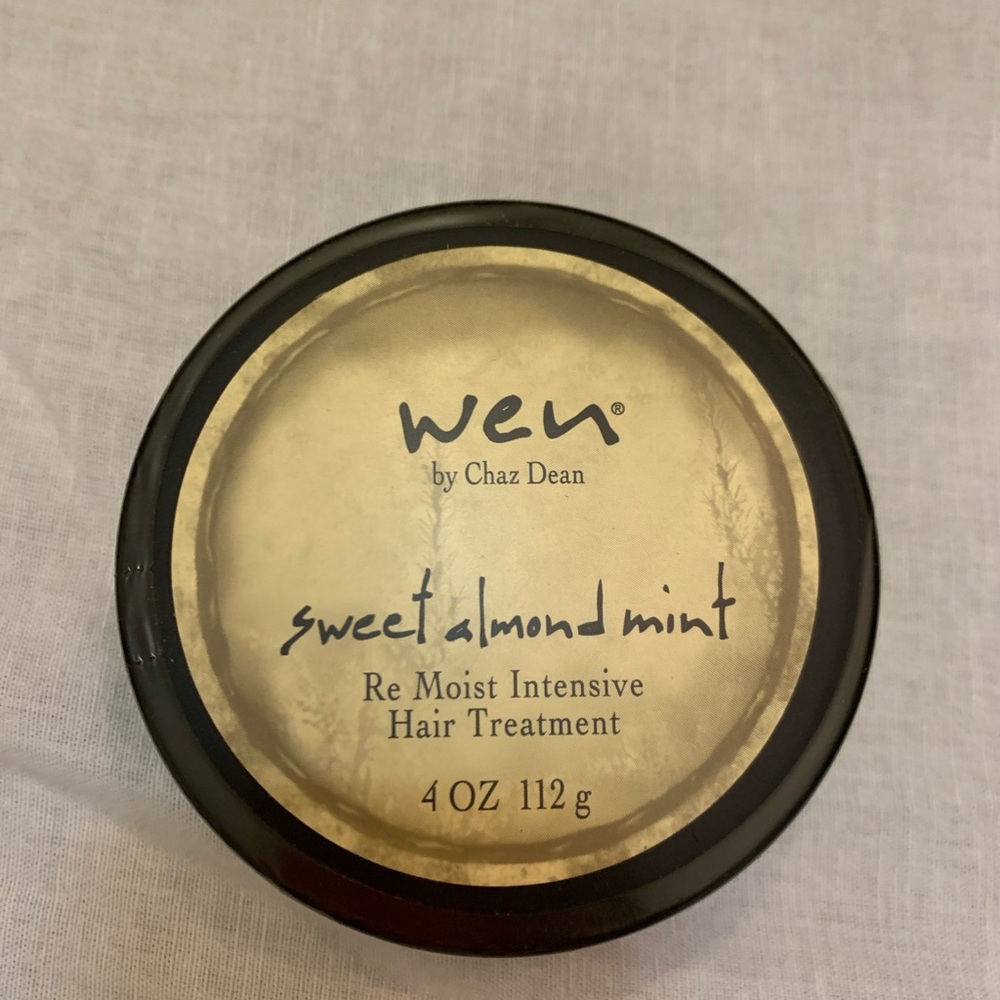 wen®
by Chaz Dean
sweet almond mint
Re Moist Intensive
Hair Treatment
4 OZ 112 g